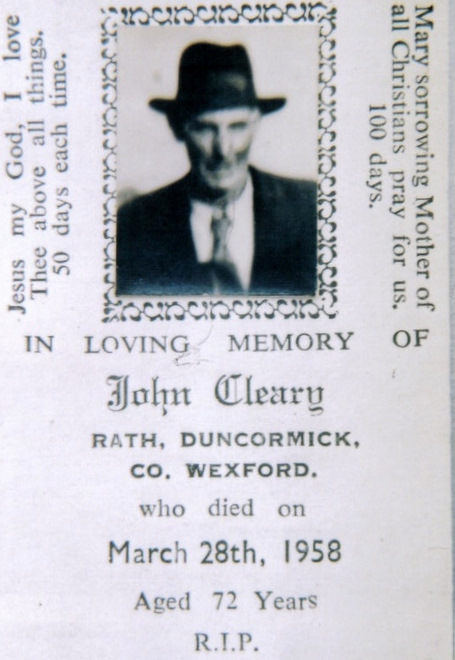 Jesus my God, I love
Thee above all things.
50 days each time.
Mary sorrowing Mother of
all Christians pray for us.
100 days.
IN LOVING MEMORY OF
John Cleary
RATH, DUNCORMICK,
CO. WEXFORD.
who died on
March 28th, 1958
Aged 72 Years
R.I.P.